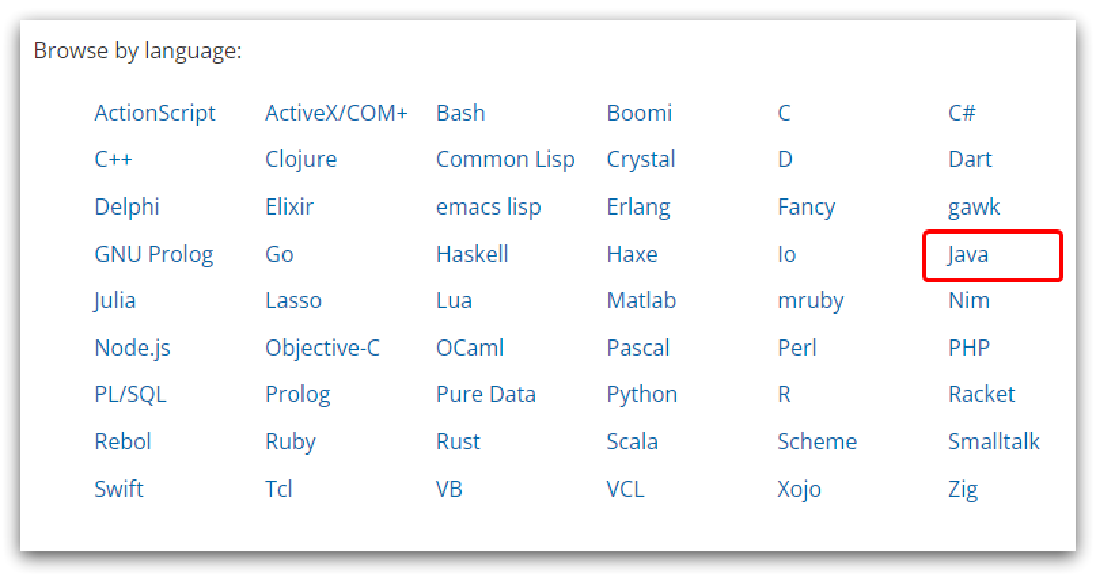 Browse by language:
ActionScript ActiveX/COM+ Bash Boomi C C#
C++ Clojure Common Lisp Crystal D Dart
Delphi Elixir emacs lisp Erlang Fancy gawk
GNU Prolog Go Haskell Haxe Io Java
Julia Lasso Lua Matlab mruby Nim
Node.js Objective-C OCaml Pascal Perl PHP
PL/SQL Prolog Pure Data Python R Racket
Rebol Ruby Rust Scala Scheme Smalltalk
Swift Tcl VB VCL Xojo Zig